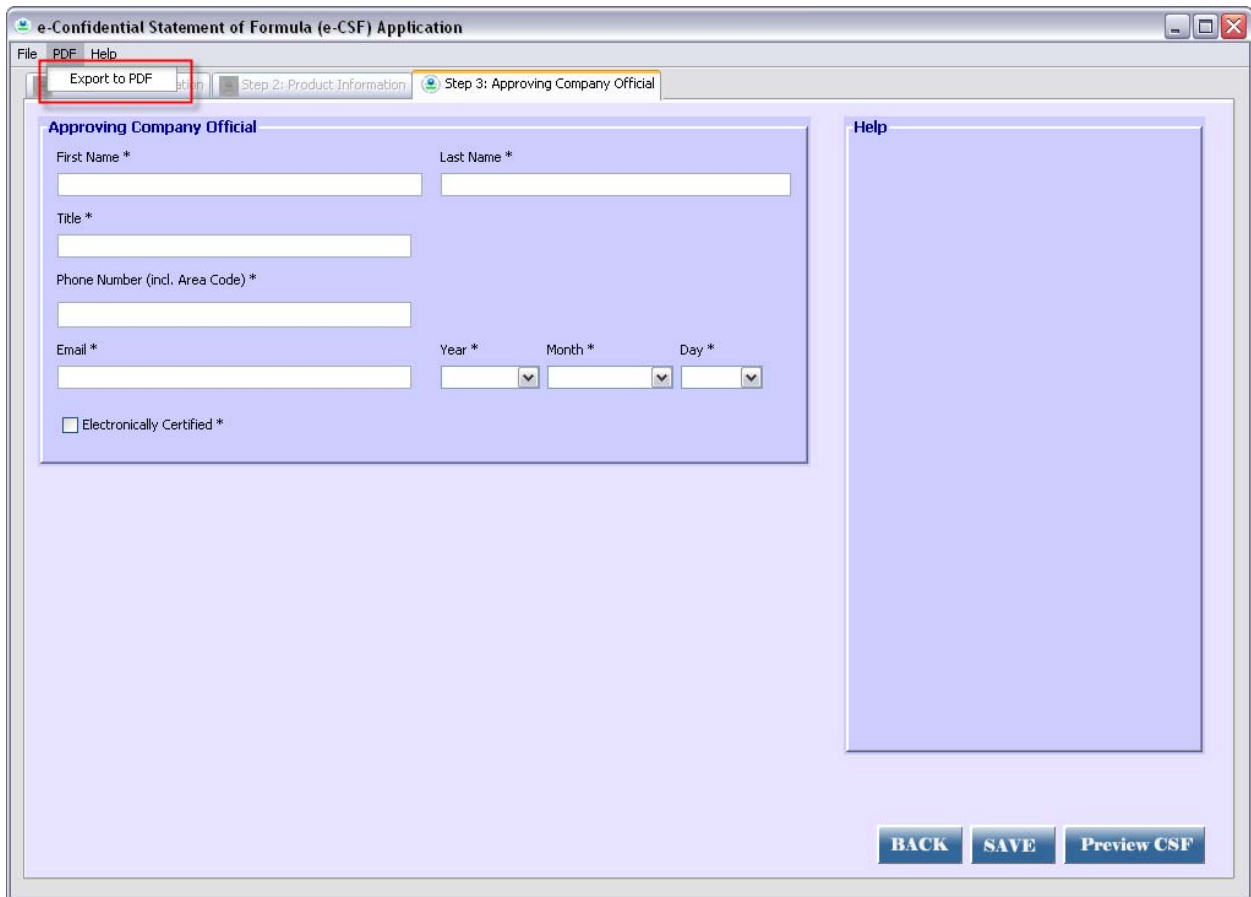 e-Confidential Statement of Formula (e-CSF) Application
File PDF Help
Export to PDF
Step 2: Product Information Step 3: Approving Company Official
Approving Company Official Help
First Name * Last Name *
Title *
Phone Number (incl. Area Code) *
Email * Year * Month * Day *
Electronically Certified *
BACK SAVE Preview CSF